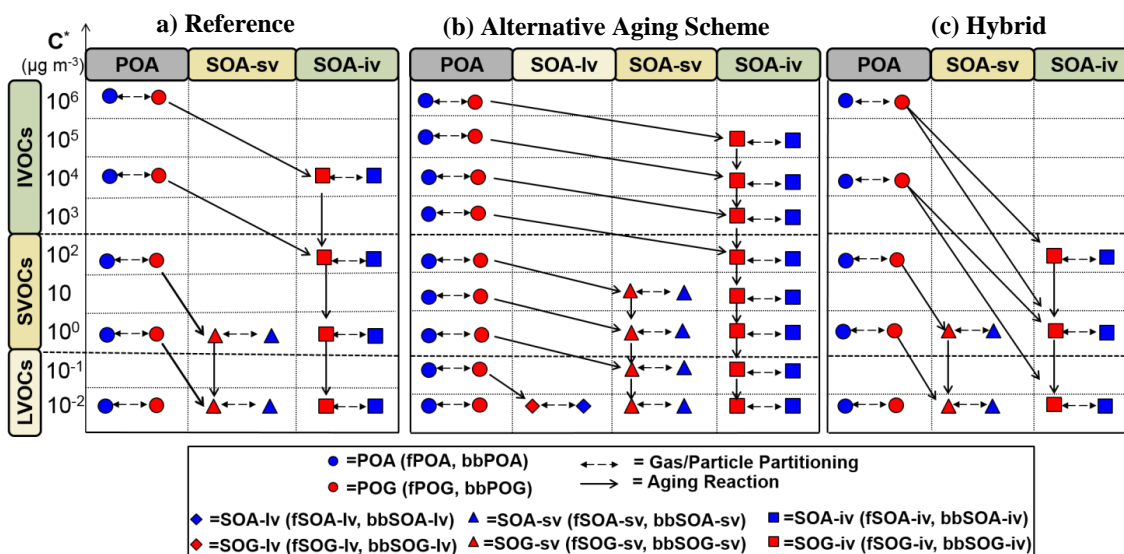 a) Reference
b) Alternative Aging Scheme
c) Hybrid
C*
(µg m-3)
POA SOA-sv SOA-iv
POA SOA-lv SOA-sv SOA-iv
POA SOA-sv SOA-iv
IVOCs
10^6
10^5
10^4
10^3
SVOCs
10^2
10
10^0
LVOCs
10^-1
10^-2
=POA (fPOA, bbPOA)
= Gas/Particle Partitioning
=POG (fPOG, bbPOG)
= Aging Reaction
=SOA-lv (fSOA-lv, bbSOA-lv) =SOA-sv (fSOA-sv, bbSOA-sv) =SOA-iv (fSOA-iv, bbSOA-iv)
=SOG-lv (fSOG-lv, bbSOG-lv) =SOG-sv (fSOG-sv, bbSOG-sv) =SOG-iv (fSOG-iv, bbSOG-iv)